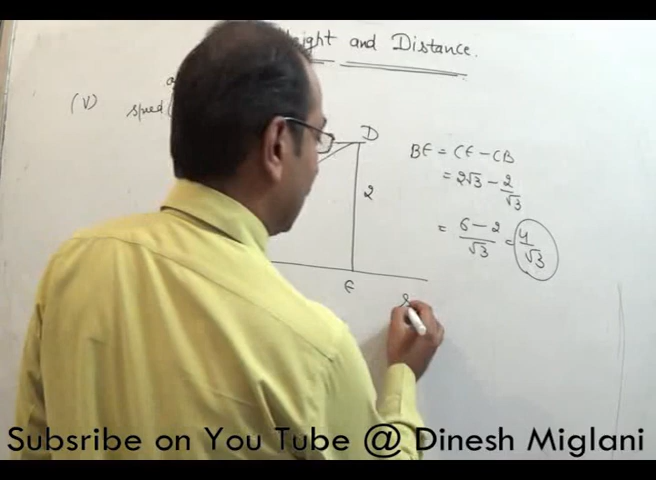 eight and Distance.
(V) speed
D
BE = CE - CB
2
= 2√3 - 2/√3
= 6 - 2/√3 = 4/√3
E
Subsribe on You Tube @ Dinesh Miglani